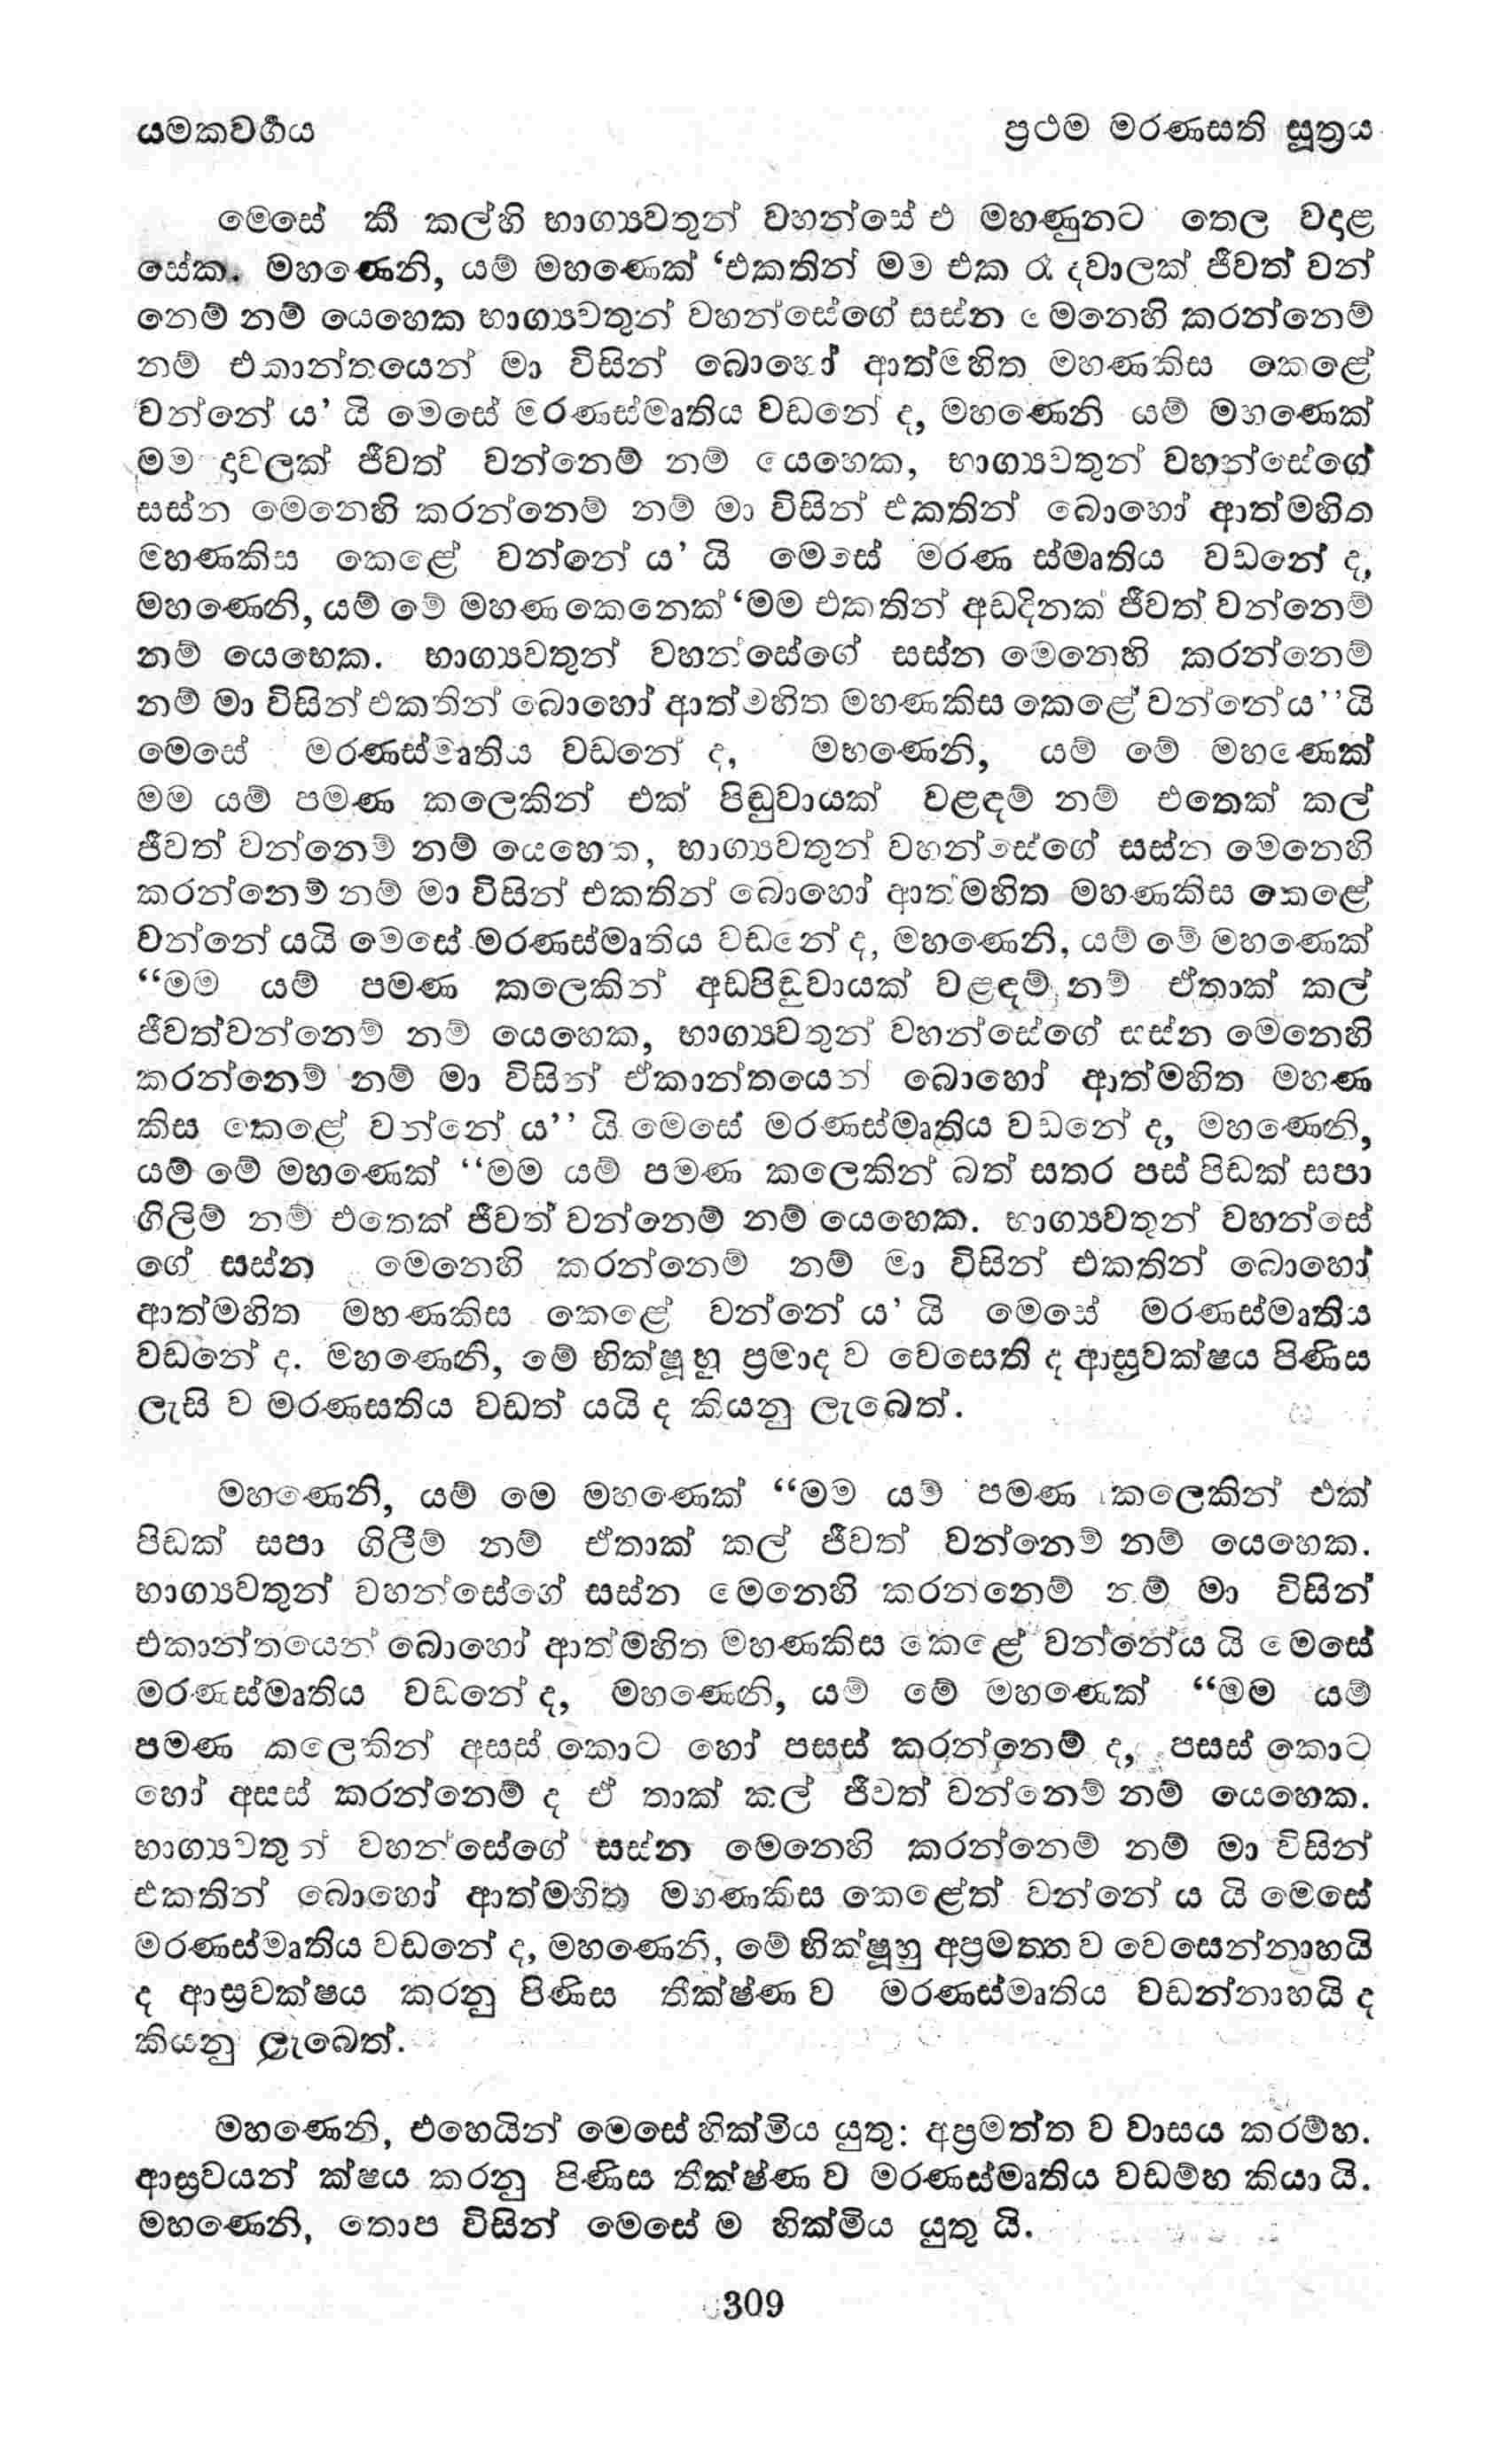 යමකවර්‍ගය ප්‍රථම මරණසති සූත්‍රය
මෙසේ කී කල්හි භාග්‍යවතුන් වහන්සේ එ මහණුනට තෙල වදාළ
සේක. මහණෙනි, යම් මහණෙක් ‘එකතින් මම එක රෑ දවාලක් ජීවත් වන්
නෙම් නම් යෙහෙක භාග්‍යවතුන් වහන්සේගේ සස්න මෙනෙහි කරන්නෙම්
නම් එකාන්තයෙන් මා විසින් බොහෝ ආත්මහිත මහණකිස කෙළේ
වන්නේ ය’ යි මෙසේ මරණස්මෘතිය වඩනේ ද, මහණෙනි යම් මහණෙක්
මම දාවලක් ජීවත් වන්නෙම් නම් යෙහෙක, භාග්‍යවතුන් වහන්සේගේ
සස්න මෙනෙහි කරන්නෙම් නම් මා විසින් එකතින් බොහෝ ආත්මහිත
මහණකිස කෙළේ වන්නේ ය’ යි මෙසේ මරණ ස්මෘතිය වඩනේ ද,
මහණෙනි, යම් මේ මහණ කෙනෙක් ‘මම එකතින් අඩදිනක් ජීවත් වන්නෙම්
නම් යෙහෙක. භාග්‍යවතුන් වහන්සේගේ සස්න මෙනෙහි කරන්නෙම්
නම් මා විසින් එකතින් බොහෝ ආත්මහිත මහණකිස කෙළේ වන්නේය’’යි
මෙසේ මරණස්මෘතිය වඩනේ ද, මහණෙනි, යම් මේ මහණෙක්
මම යම් පමණ කලෙකින් එක් පිඬුවායක් වළඳම් නම් එතෙක් කල්
ජීවත් වන්නෙම් නම් යෙහෙක, භාග්‍යවතුන් වහන්සේගේ සස්න මෙනෙහි
කරන්නෙම් නම් මා විසින් එකතින් බොහෝ ආත්මහිත මහණකිස කෙළේ
වන්නේ යයි මෙසේ මරණස්මෘතිය වඩනේ ද, මහණෙනි, යම් මේ මහණෙක්
“මම යම් පමණ කලෙකින් අඩපිඬුවායක් වළඳම් නම් ඒතාක් කල්
ජීවත්වන්නෙම් නම් යෙහෙක, භාග්‍යවතුන් වහන්සේගේ සස්න මෙනෙහි
කරන්නෙම් නම් මා විසින් ඒකාන්තයෙන් බොහෝ ආත්මහිත මහණ
කිස කෙළේ වන්නේ ය’’ යි මෙසේ මරණස්මෘතිය වඩනේ ද, මහණෙනි,
යම් මේ මහණෙක් “මම යම් පමණ කලෙකින් බත් සතර පස් පිඩක් සපා
ගිලිම් නම් එතෙක් ජීවත් වන්නෙම් නම් යෙහෙක. භාග්‍යවතුන් වහන්සේ
ගේ සස්න මෙනෙහි කරන්නෙම් නම් මා විසින් එකතින් බොහෝ
ආත්මහිත මහණකිස කෙළේ වන්නේ ය’ යි මෙසේ මරණස්මෘතිය
වඩනේ ද. මහණෙනි, මේ භික්ෂූහු ප්‍රමාද ව වෙසෙති ද ආස්‍රවක්ෂය පිණිස
ලැසි ව මරණසතිය වඩත් යයි ද කියනු ලැබෙත්.
මහණෙනි, යම් මෙ මහණෙක් “මම යම් පමණ කලෙකින් එක්
පිඩක් සපා ගිලීම් නම් ඒතාක් කල් ජීවත් වන්නෙම් නම් යෙහෙක.
භාග්‍යවතුන් වහන්සේගේ සස්න මෙනෙහි කරන්නෙම් නම් මා විසින්
එකාන්තයෙන් බොහෝ ආත්මහිත මහණකිස කෙළේ වන්නේය යි මෙසේ
මරණස්මෘතිය වඩනේ ද, මහණෙනි, යම් මේ මහණෙක් “මම යම්
පමණ කලෙකින් අසස් කොට හෝ පසස් කරන්නෙම් ද, පසස් කොට
හෝ අසස් කරන්නෙම් ද ඒ තාක් කල් ජීවත් වන්නෙම් නම් යෙහෙක.
භාග්‍යවතුන් වහන්සේගේ සස්න මෙනෙහි කරන්නෙම් නම් මා විසින්
එකතින් බොහෝ ආත්මහිත මහණකිස කෙළේත් වන්නේ ය යි මෙසේ
මරණස්මෘතිය වඩනේ ද, මහණෙනි, මේ භික්ෂූහු අප්‍රමත්ත ව වෙසෙන්නාහයි
ද ආස්‍රවක්ෂය කරනු පිණිස තීක්ෂ්ණ ව මරණස්මෘතිය වඩන්නාහයි ද
කියනු ලැබෙත්.
මහණෙනි, එහෙයින් මෙසේ හික්මිය යුතු: අප්‍රමත්ත ව වාසය කරම්හ.
ආස්‍රවයන් ක්ෂය කරනු පිණිස තීක්ෂ්ණ ව මරණස්මෘතිය වඩම්හ කියා යි.
මහණෙනි, තොප විසින් මෙසේ ම හික්මිය යුතු යි.
309